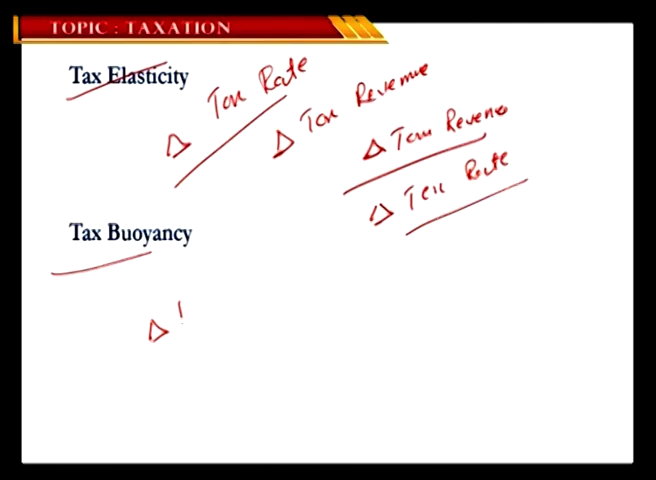 TOPIC : TAXATION
Tax Elasticity
Δ Tax Rate
Δ Tax Revenue
Δ Tax Revenue
Δ Tax Rate
Tax Buoyancy
Δ